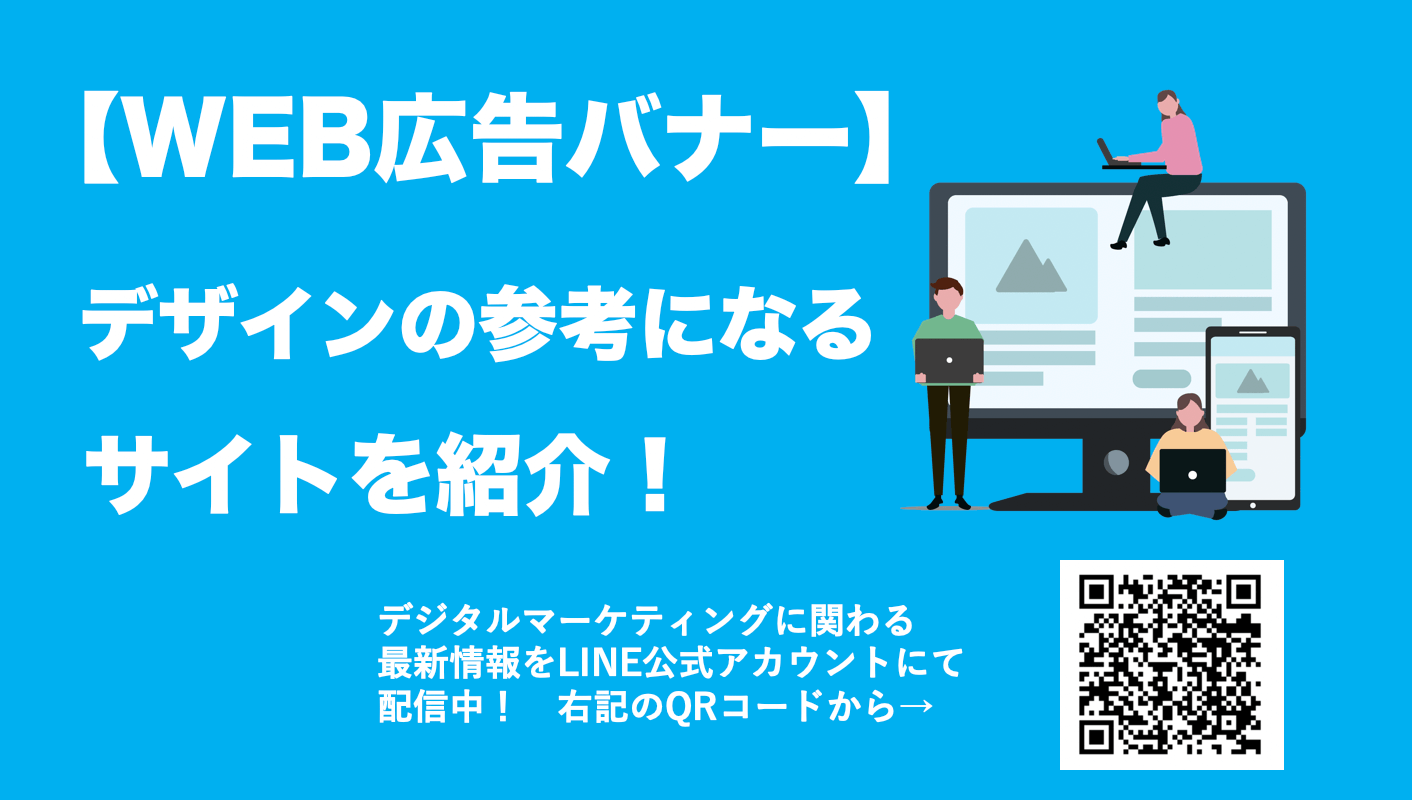 【WEB広告バナー】
デザインの参考になる
サイトを紹介！
デジタルマーケティングに関わる
最新情報をLINE公式アカウントにて
配信中！　右記のQRコードから→